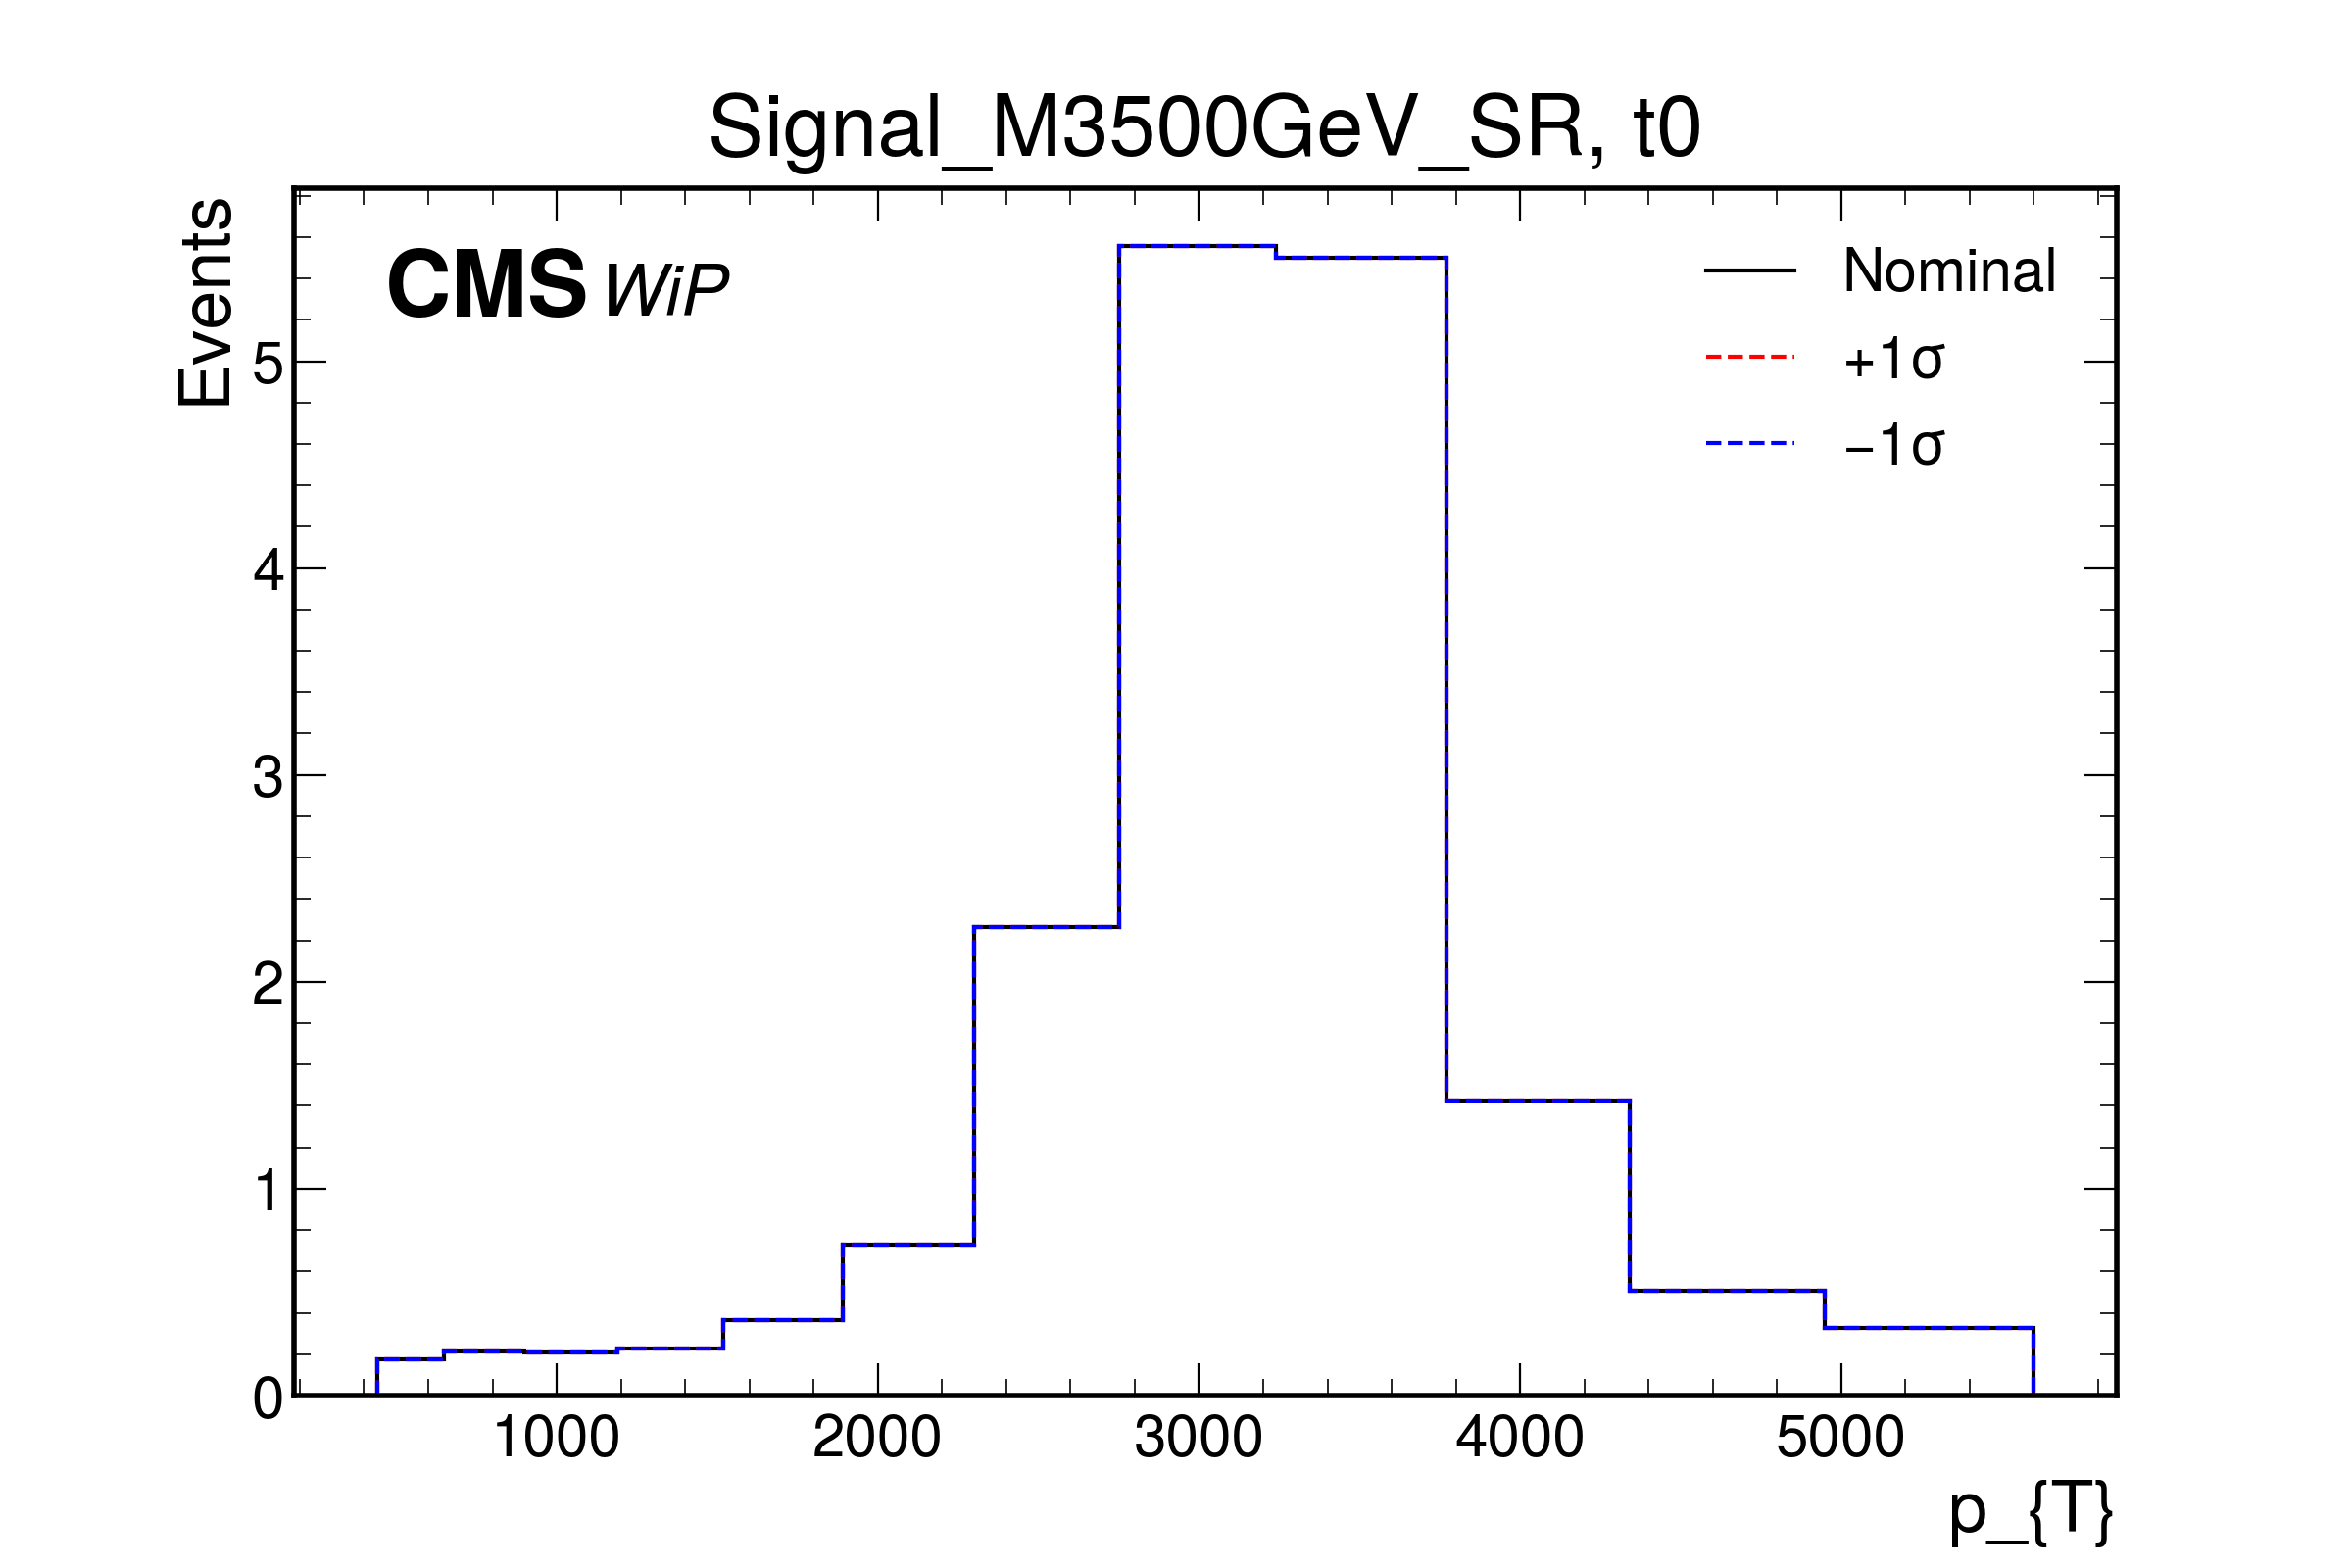 Signal_M3500GeV_SR, t0
Events
CMS WiP
Nominal
+1σ
−1σ
5
4
3
2
1
0
1000 2000 3000 4000 5000
p_{T}